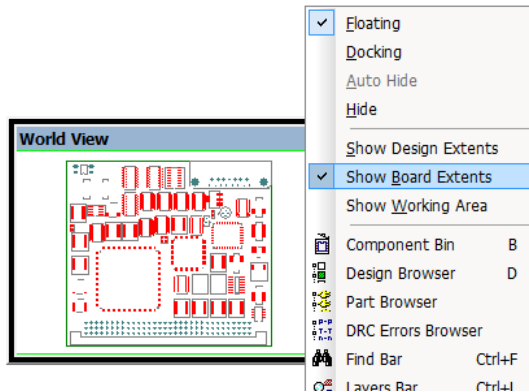 Floating
Docking
Auto Hide
Hide
World View
Show Design Extents
Show Board Extents
Show Working Area
Component Bin B
Design Browser D
Part Browser
DRC Errors Browser
Find Bar Ctrl+F
Layers Bar Ctrl+L